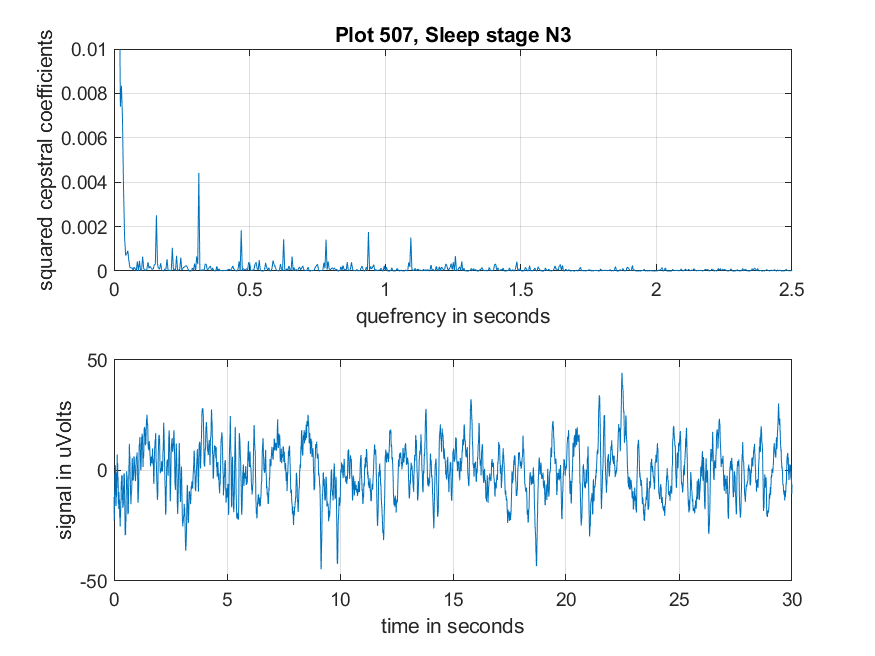 Plot 507, Sleep stage N3
squared cepstral coefficients
0.01
0.008
0.006
0.004
0.002
0
0 0.5 1 1.5 2 2.5
quefrency in seconds
signal in uVolts
50
0
-50
0 5 10 15 20 25 30
time in seconds